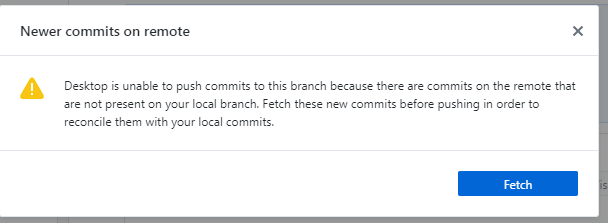 Newer commits on remote
Desktop is unable to push commits to this branch because there are commits on the remote that
are not present on your local branch. Fetch these new commits before pushing in order to
reconcile them with your local commits.
Fetch
is